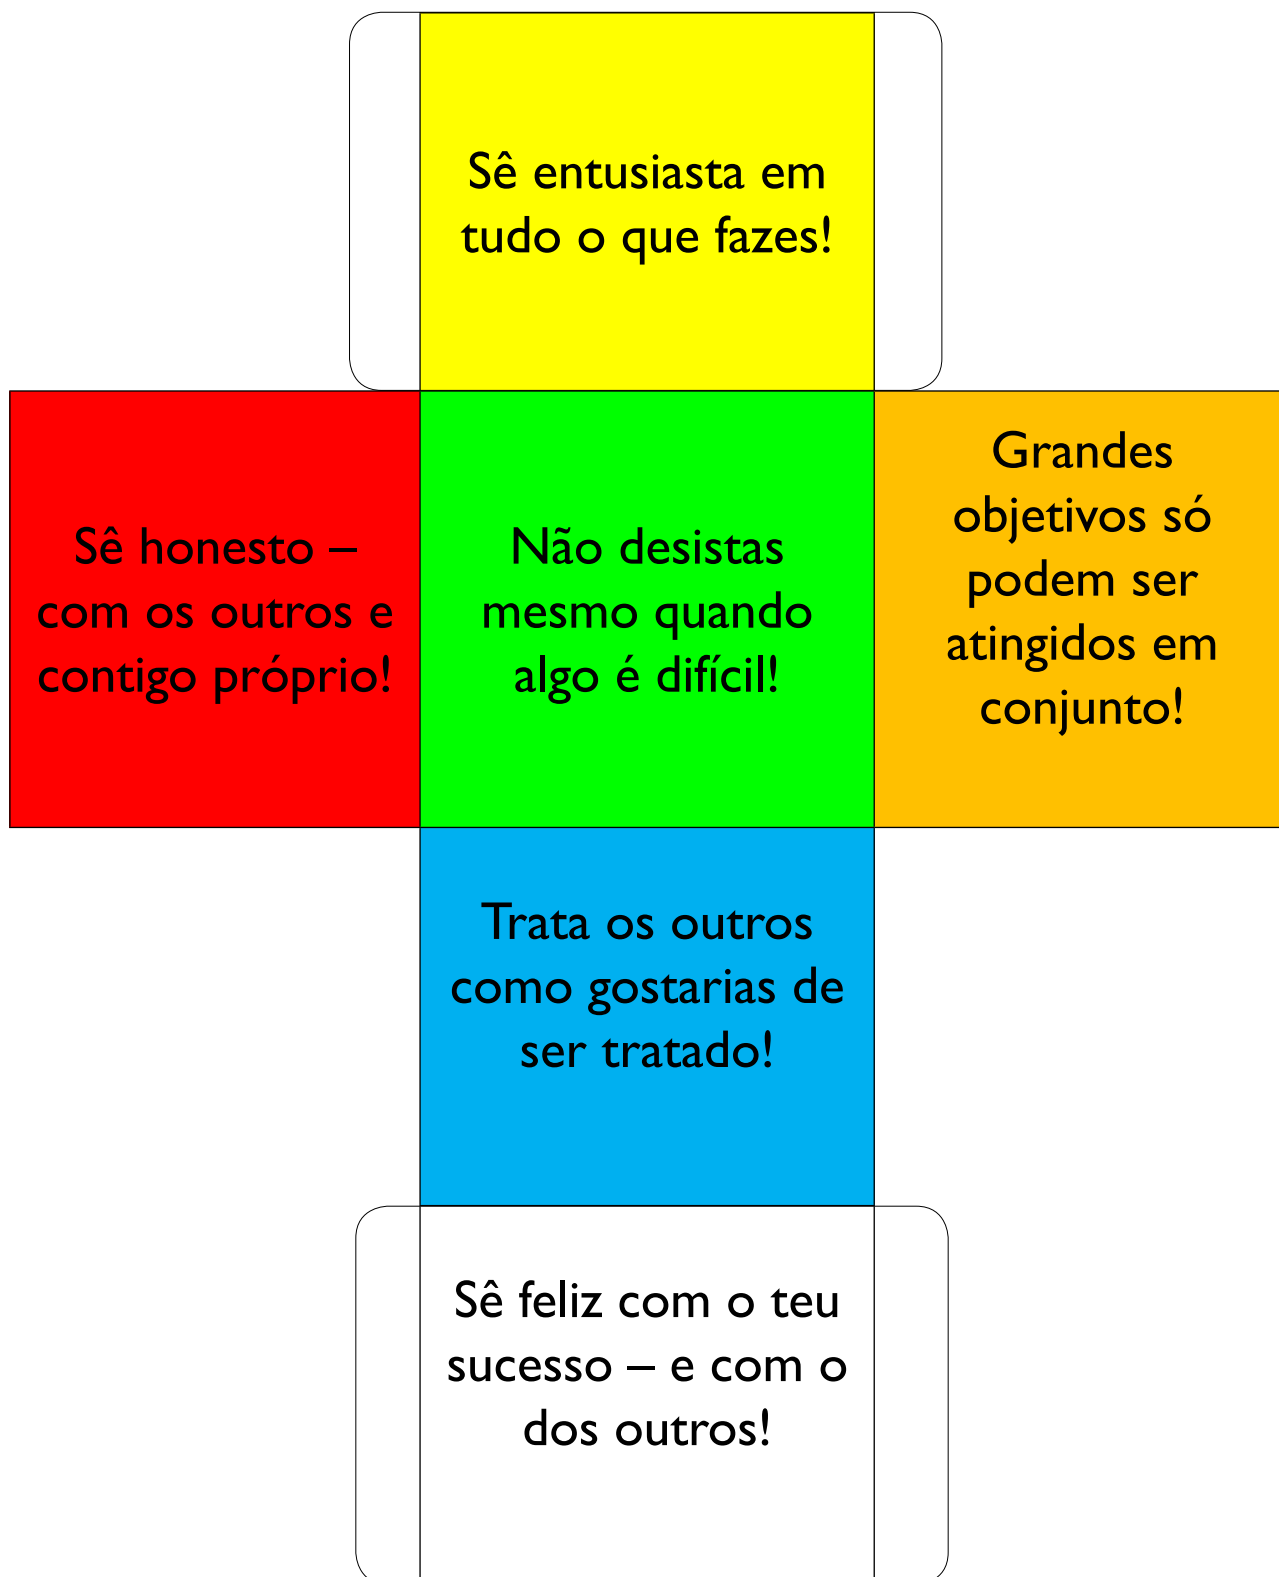 Sê entusiasta em
tudo o que fazes!
Sê honesto –
com os outros e
contigo próprio!
Não desistas
mesmo quando
algo é difícil!
Grandes
objetivos só
podem ser
atingidos em
conjunto!
Trata os outros
como gostarias de
ser tratado!
Sê feliz com o teu
sucesso – e com o
dos outros!